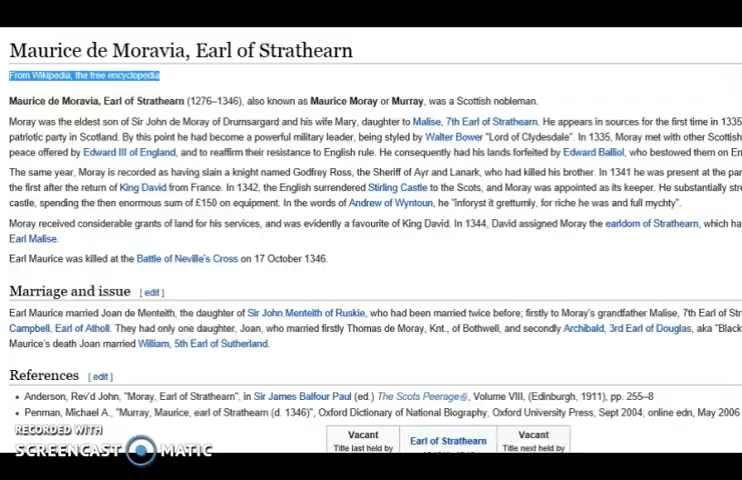 Maurice de Moravia, Earl of Strathearn
From Wikipedia, the free encyclopedia
Maurice de Moravia, Earl of Strathearn (1276–1346), also known as Maurice Moray or Murray, was a Scottish nobleman.
Moray was the eldest son of Sir John de Moray of Drumsargard and his wife Mary, daughter to Malise, 7th Earl of Strathearn. He appears in sources for the first time in 1335
patriotic party in Scotland. By this point he had become a powerful military leader, being styled by Walter Bower "Lord of Clydesdale". In 1335, Moray met with other Scottish
peace offered by Edward III of England, and to reaffirm their resistance to English rule. He consequently had his lands forfeited by Edward Balliol, who bestowed them on En
The same year, Moray is recorded as having slain a knight named Godfrey Ross, the Sheriff of Ayr and Lanark, who had killed his brother. In 1341 he was present at the par
the first after the return of King David from France. In 1342, the English surrendered Stirling Castle to the Scots, and Moray was appointed as its keeper. He substantially stre
castle, spending the then enormous sum of £150 on equipment. In the words of Andrew of Wyntoun, he "inforyst it grettumly, for riche he was and full mychty".
Moray received considerable grants of land for his services, and was evidently a favourite of King David. In 1344, David assigned Moray the earldom of Strathearn, which ha
Earl Malise.
Earl Maurice was killed at the Battle of Neville's Cross on 17 October 1346.
Marriage and issue [ edit ]
Earl Maurice married Joan de Menteith, the daughter of Sir John Menteith of Ruskie, who had been married twice before; firstly to Moray's grandfather Malise, 7th Earl of Str
Campbell, Earl of Atholl. They had only one daughter, Joan, who married firstly Thomas de Moray, Knt., of Bothwell, and secondly Archibald, 3rd Earl of Douglas, aka "Black
Maurice's death Joan married William, 5th Earl of Sutherland.
References [ edit ]
• Anderson, Rev'd John, "Moray, Earl of Strathearn", in Sir James Balfour Paul (ed.) The Scots Peerage, Volume VIII, (Edinburgh, 1911), pp. 255–8
• Penman, Michael A., "Murray, Maurice, earl of Strathearn (d. 1346)", Oxford Dictionary of National Biography, Oxford University Press, Sept 2004; online edn, May 2006
RECORDED WITH
SCREENCAST MATIC
Vacant Earl of Strathearn Vacant
Title last held by Title next held by